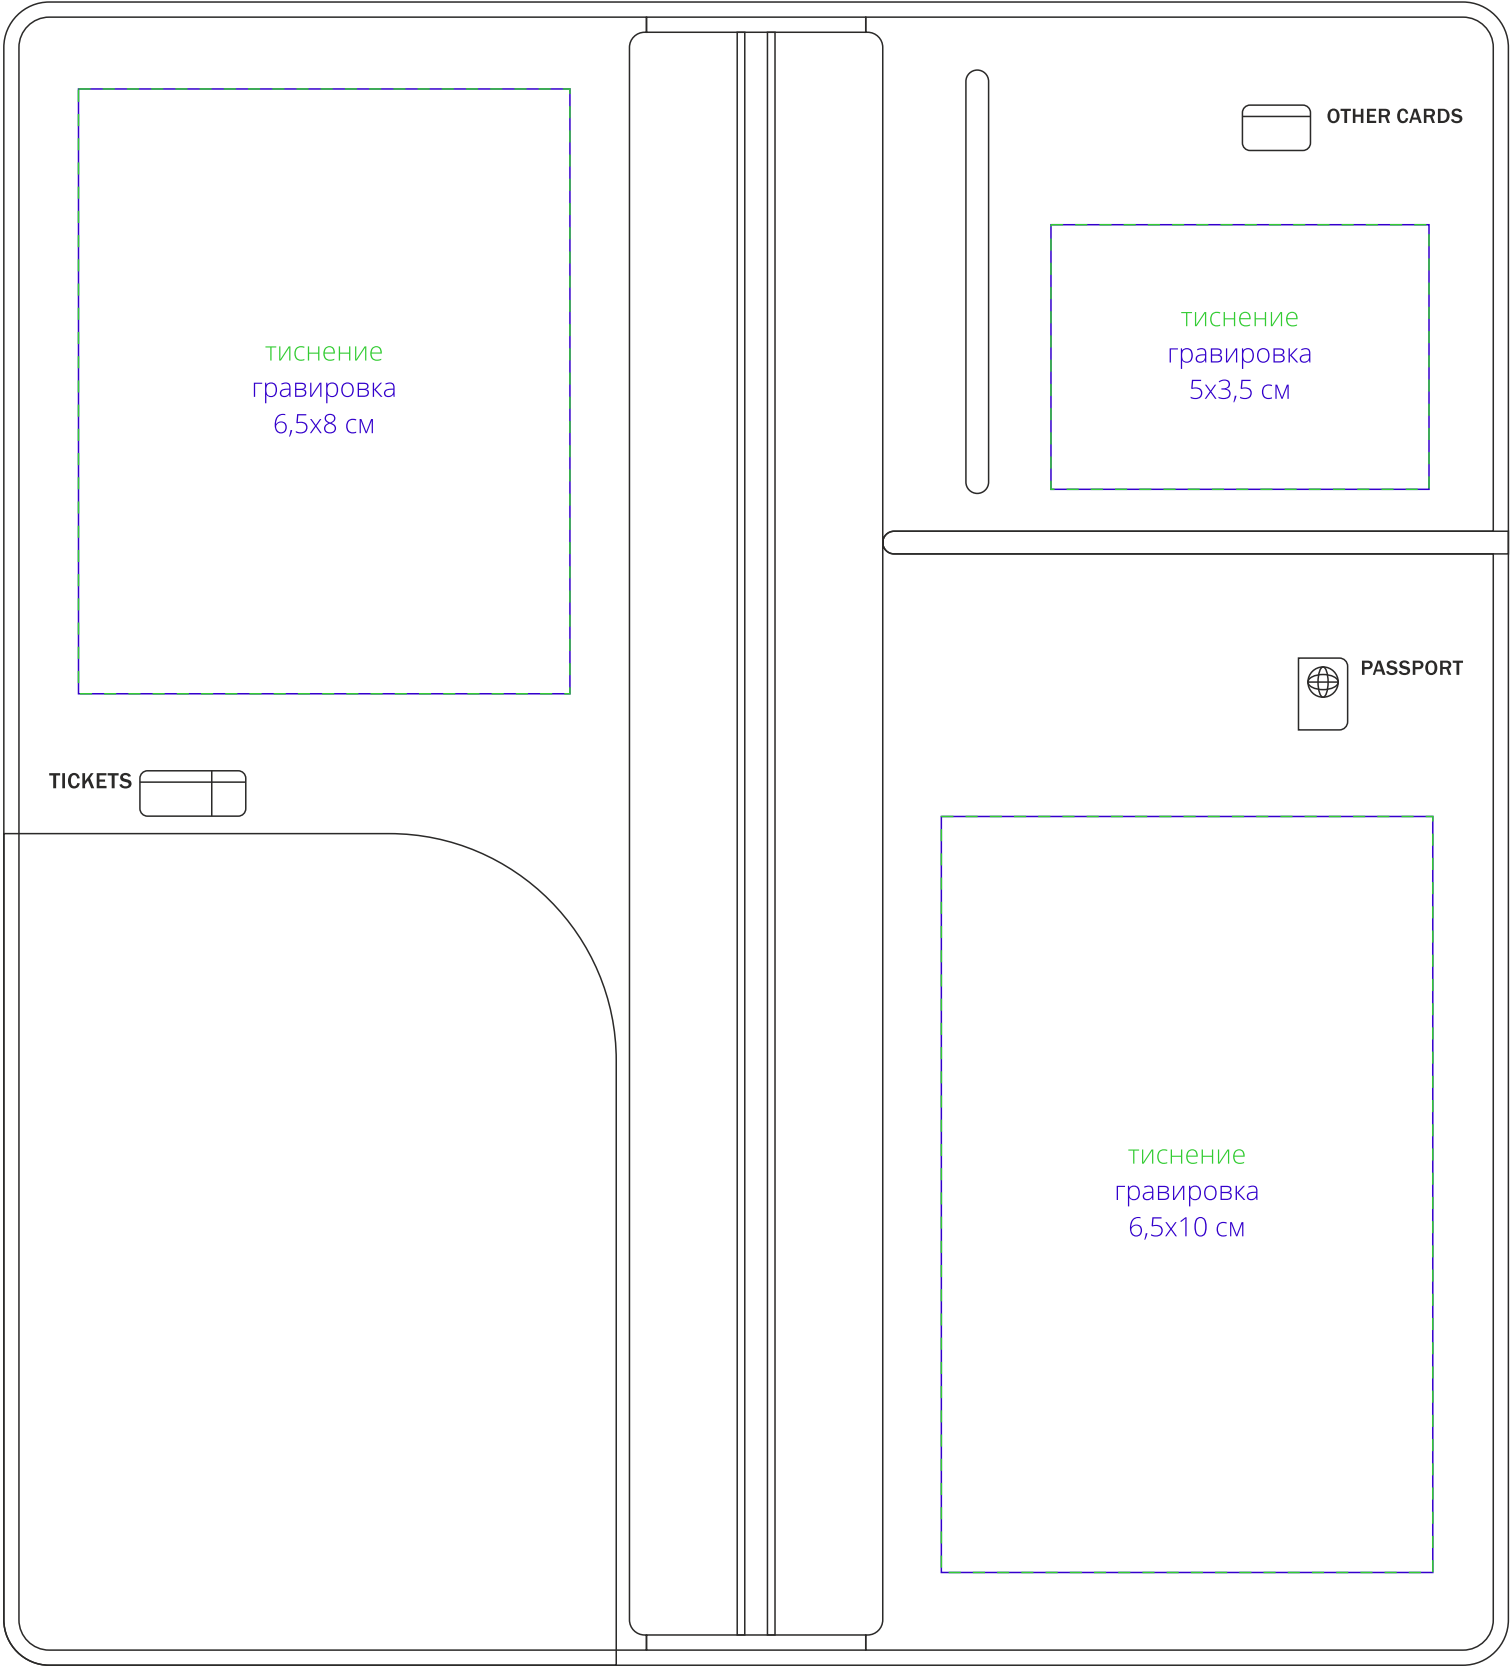 тиснение
гравировка
6,5x8 см
TICKETS
OTHER CARDS
тиснение
гравировка
5x3,5 см
PASSPORT
тиснение
гравировка
6,5x10 см